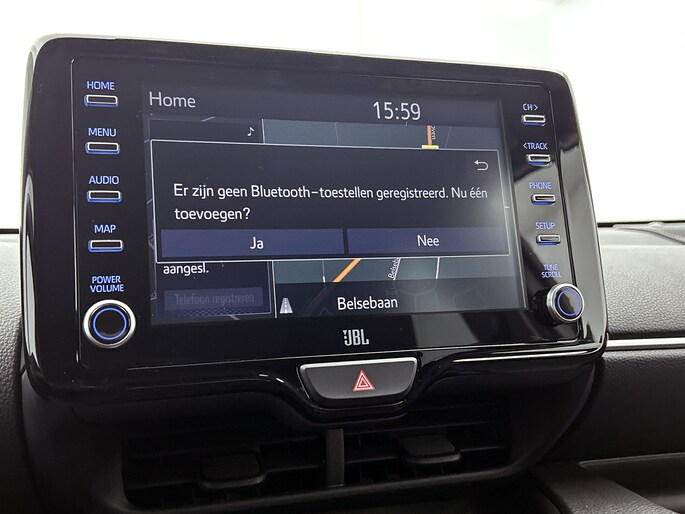 HOME
MENU
AUDIO
MAP
POWER
VOLUME
Home
15:59
Er zijn geen Bluetooth-toestellen geregistreerd. Nu één
toevoegen?
Ja
Nee
aangesl.
Telefoon registreren
Belsebaan
CH>
<TRACK
PHONE
SETUP
TUNE
SCROLL
JBL